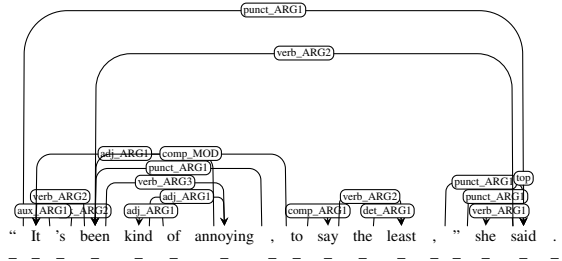 punct_ARG1
verb_ARG2
adj_ARG1 comp_MOD
punct_ARG1
verb_ARG3 punct_ARG1 top
verb_ARG2 adj_ARG1 verb_ARG2 punct_ARG1
aux_ARG1 adj_ARG1 comp_ARG1 det_ARG1 verb_ARG1
“ It ’s been kind of annoying , to say the least , ” she said .
_ _ _ _ _ _ _ _ _ _ _ _ _ _ _ _ _